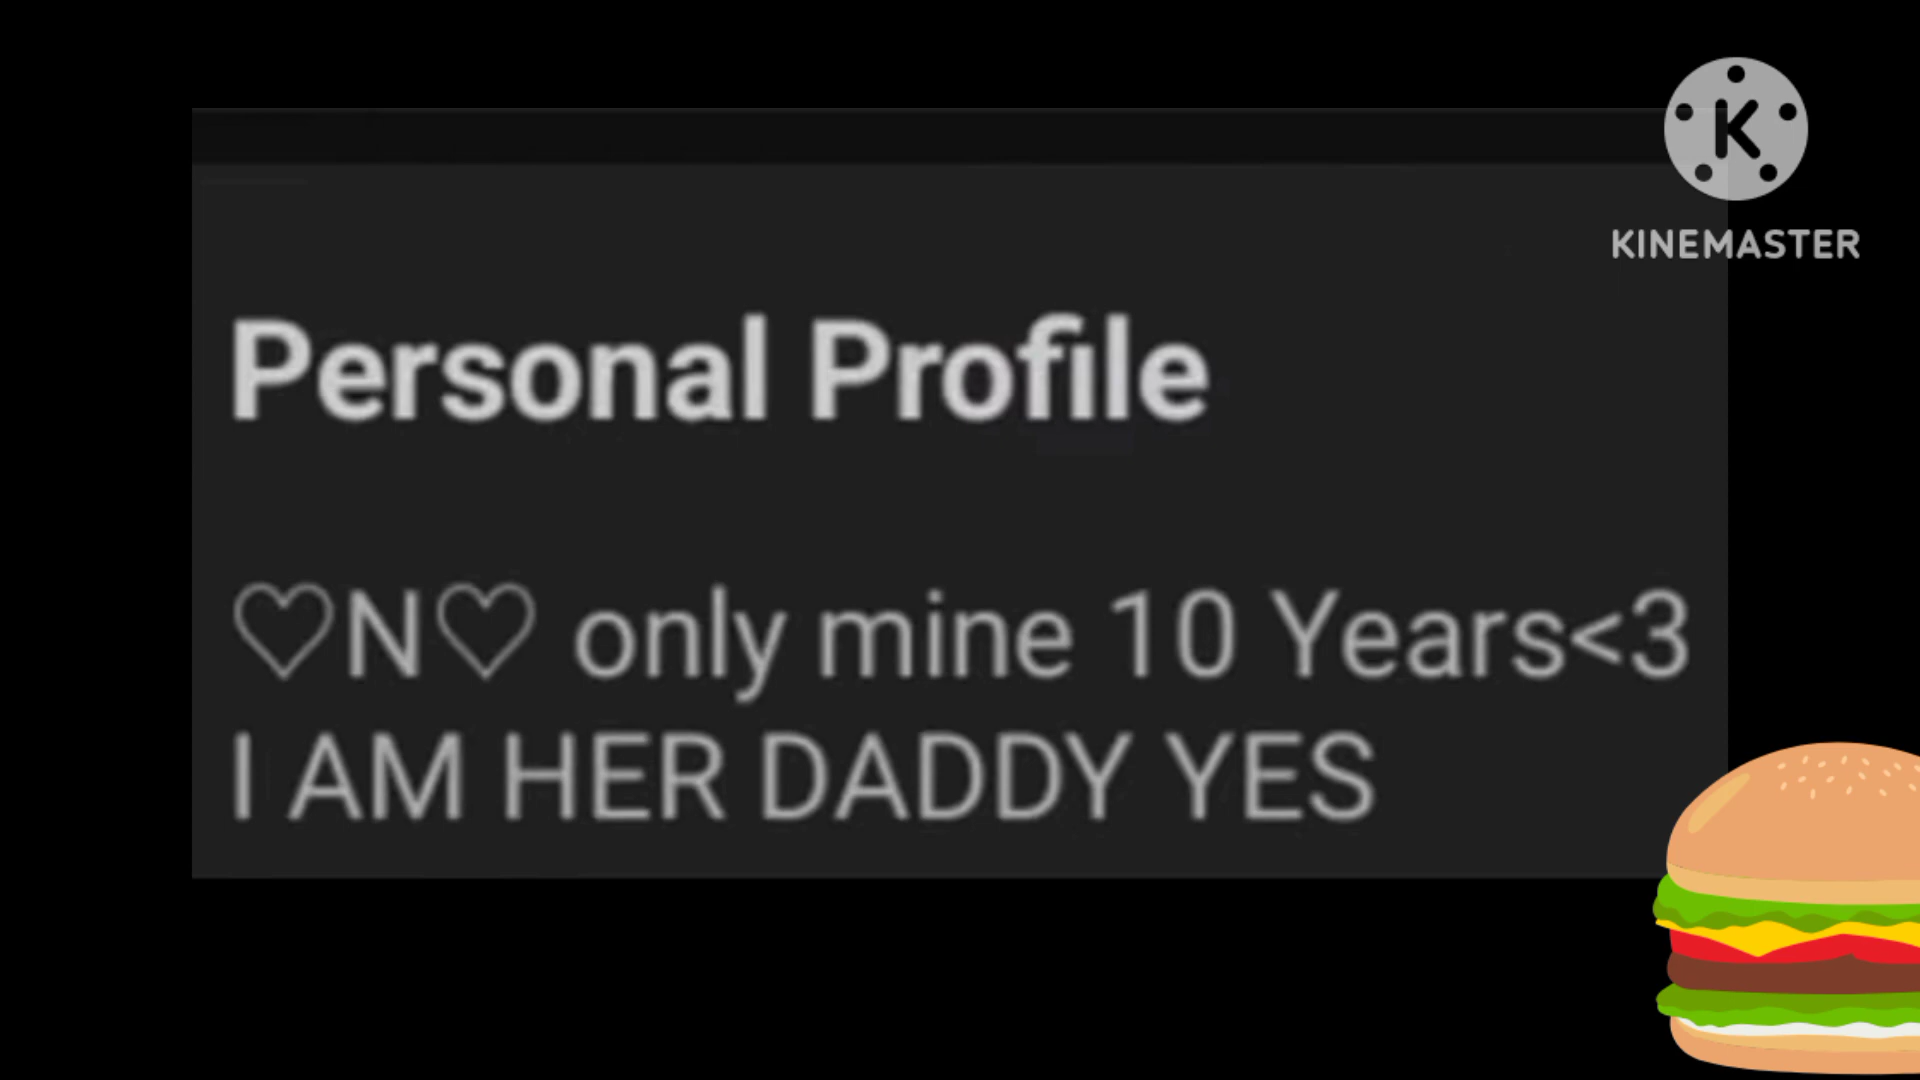 K
KINEMASTER
Personal Profile
♡N♡ only mine 10 Years<3
I AM HER DADDY YES